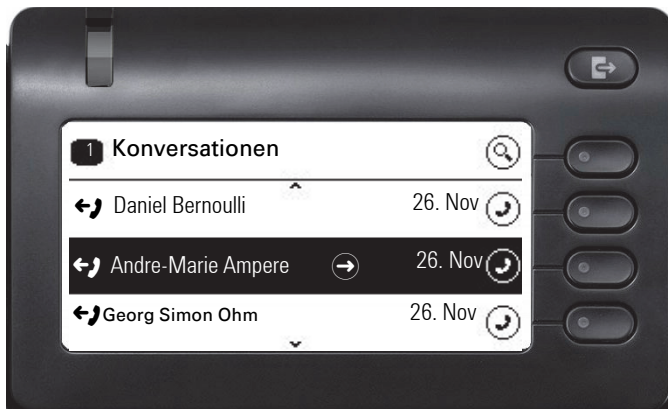 1 Konversationen
Daniel Bernoulli 26. Nov
Andre-Marie Ampere 26. Nov
Georg Simon Ohm 26. Nov